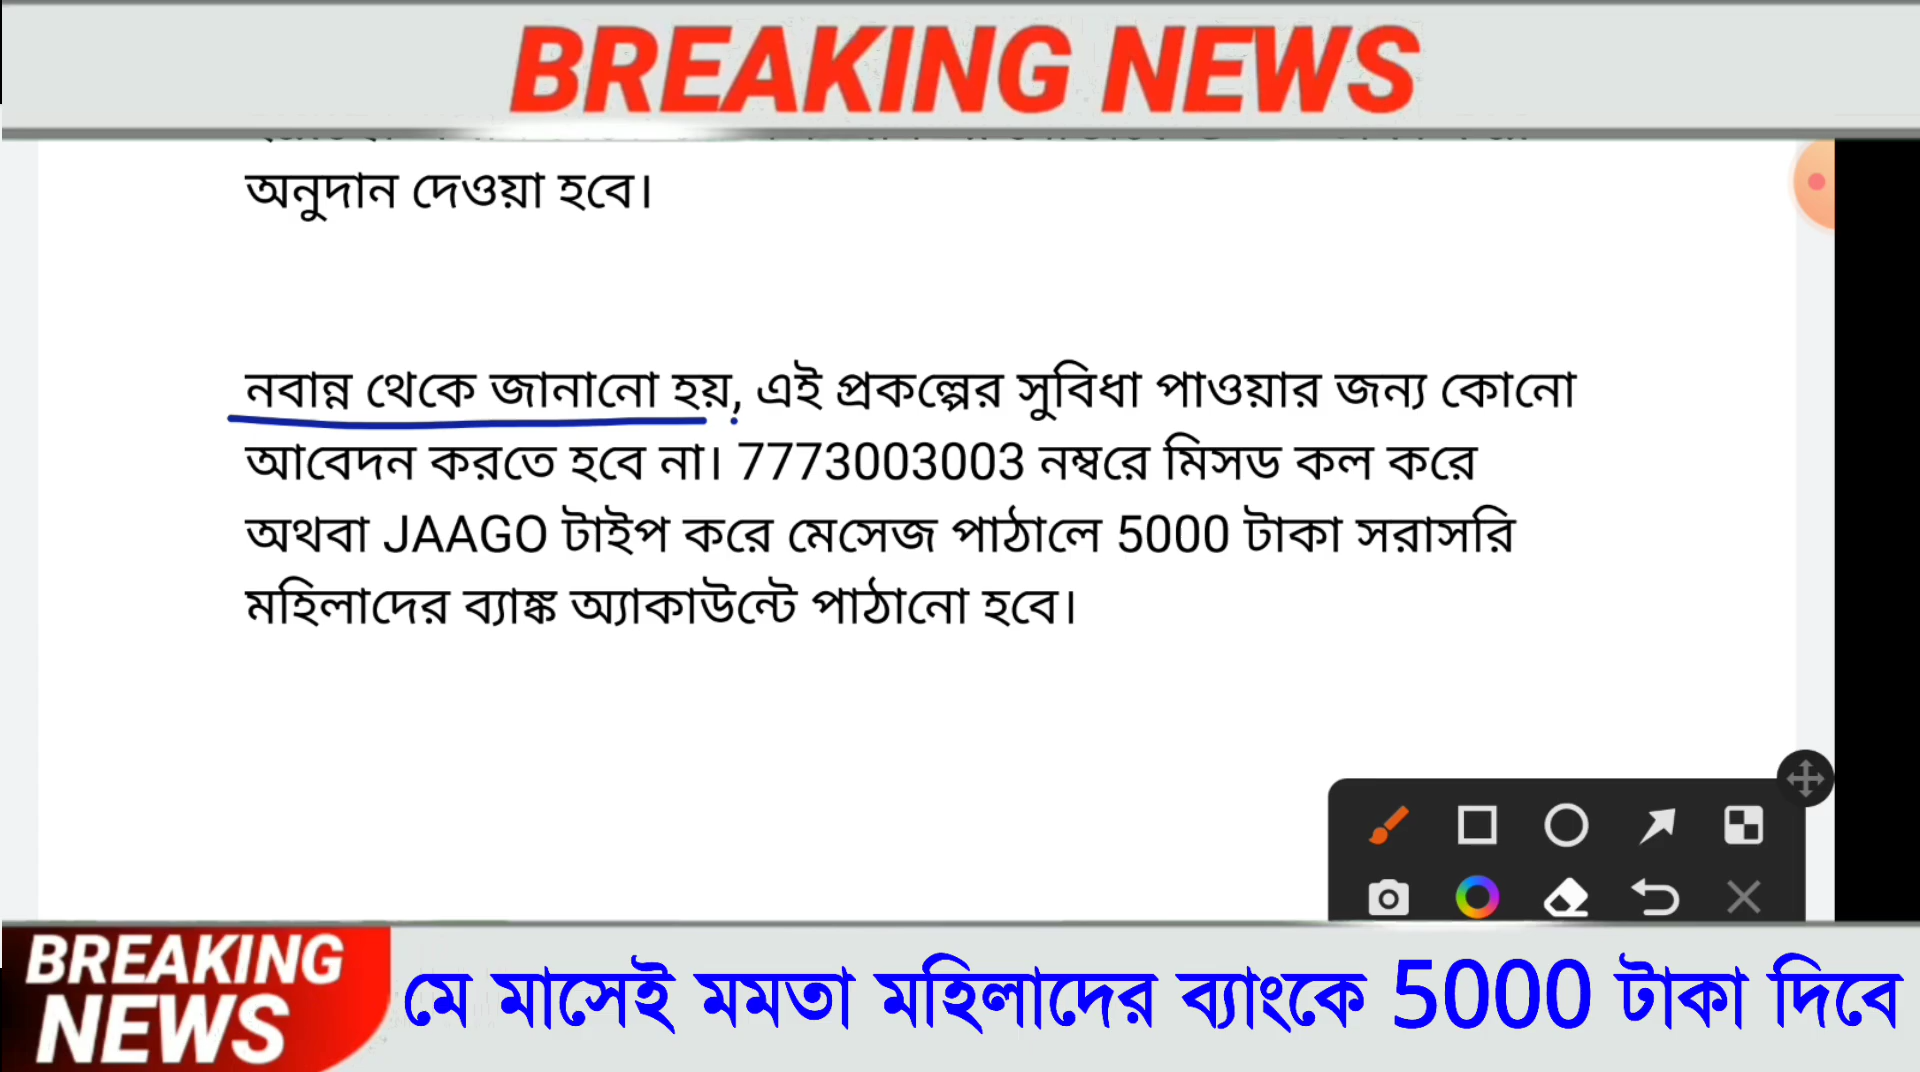 BREAKING NEWS
অনুদান দেওয়া হবে।
নবান্ন থেকে জানানো হয়, এই প্রকল্পের সুবিধা পাওয়ার জন্য কোনো
আবেদন করতে হবে না। 7773003003 নম্বরে মিসড কল করে
অথবা JAAGO টাইপ করে মেসেজ পাঠালে 5000 টাকা সরাসরি
মহিলাদের ব্যাঙ্ক অ্যাকাউন্টে পাঠানো হবে।
BREAKING
NEWS
মে মাসেই মমতা মহিলাদের ব্যাংকে 5000 টাকা দিবে